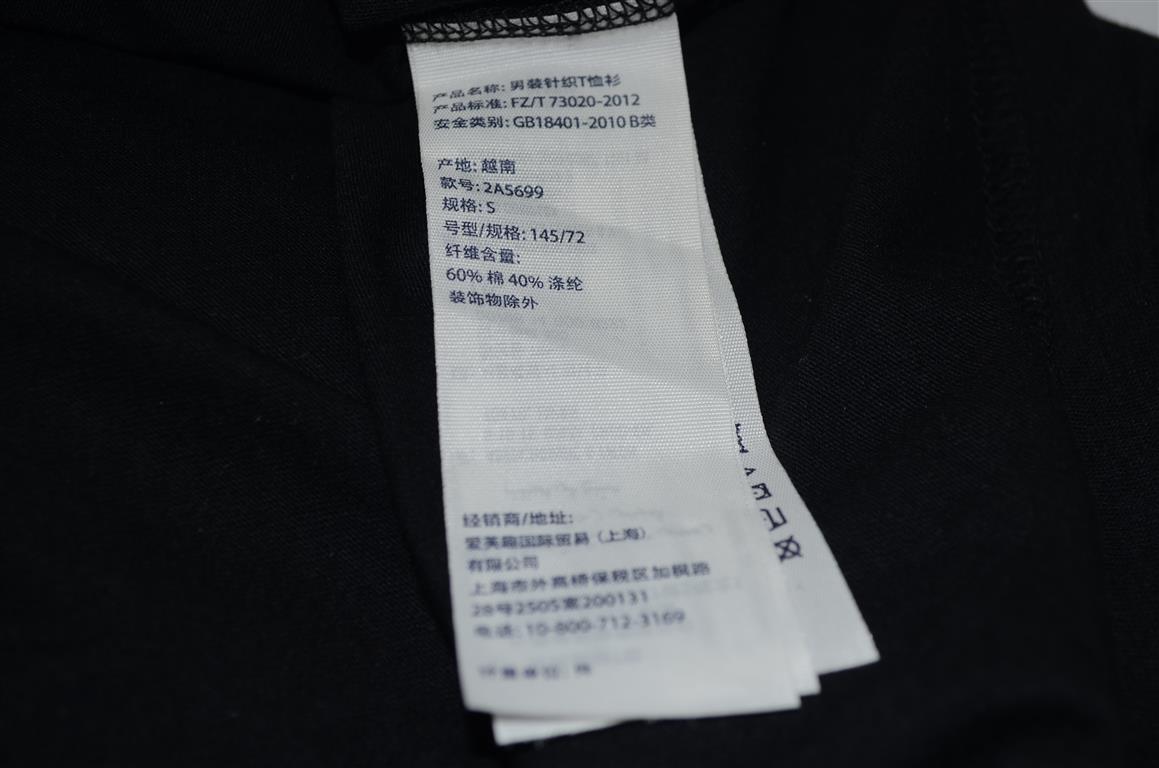 产品名称: 男装针织T恤衫
产品标准: FZ/T 73020-2012
安全类别: GB18401-2010 B类
产地: 越南
款号: 2A5699
规格: S
号型/规格: 145/72
纤维含量:
60% 棉 40% 涤纶
装饰物除外
经销商/地址:
爱芙趣国际贸易 (上海)
有限公司
上海市外高桥保税区加枫路
28号2505室200131
电话: 10-800-712-3169
计量单位: 件